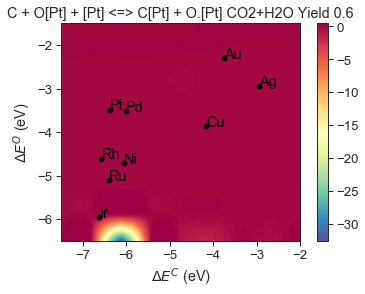 C + O[Pt] + [Pt] <=> C[Pt] + O.[Pt] CO2+H2O Yield 0.6
ΔE^O (eV)
−2
−3
−4
−5
−6
Au
Ag
Pt
Pd
Cu
Rh
Ni
Ru
Ir
−7
−6
−5
−4
−3
−2
ΔE^C (eV)
0
−5
−10
−15
−20
−25
−30